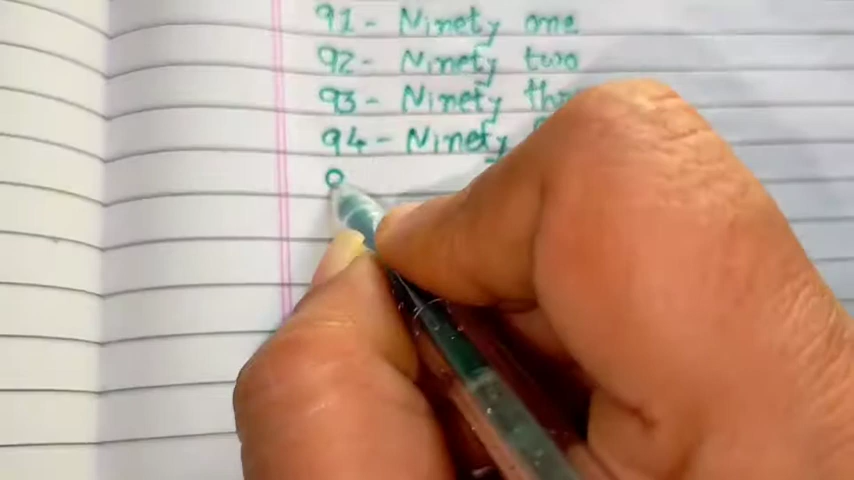 91 - Ninety one
92 - Ninety two
93 - Ninety
94 - Ninety